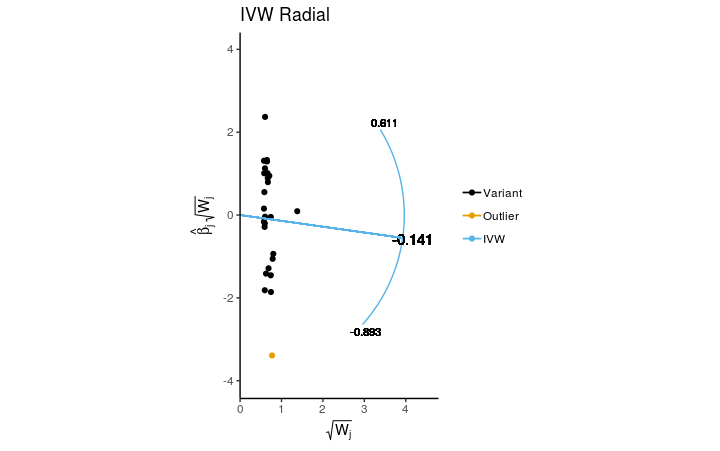 IVW Radial
4
2
0
-2
-4
β̂j√Wj
0.611
-0.141
-0.893
0 1 2 3 4
√Wj
Variant
Outlier
IVW